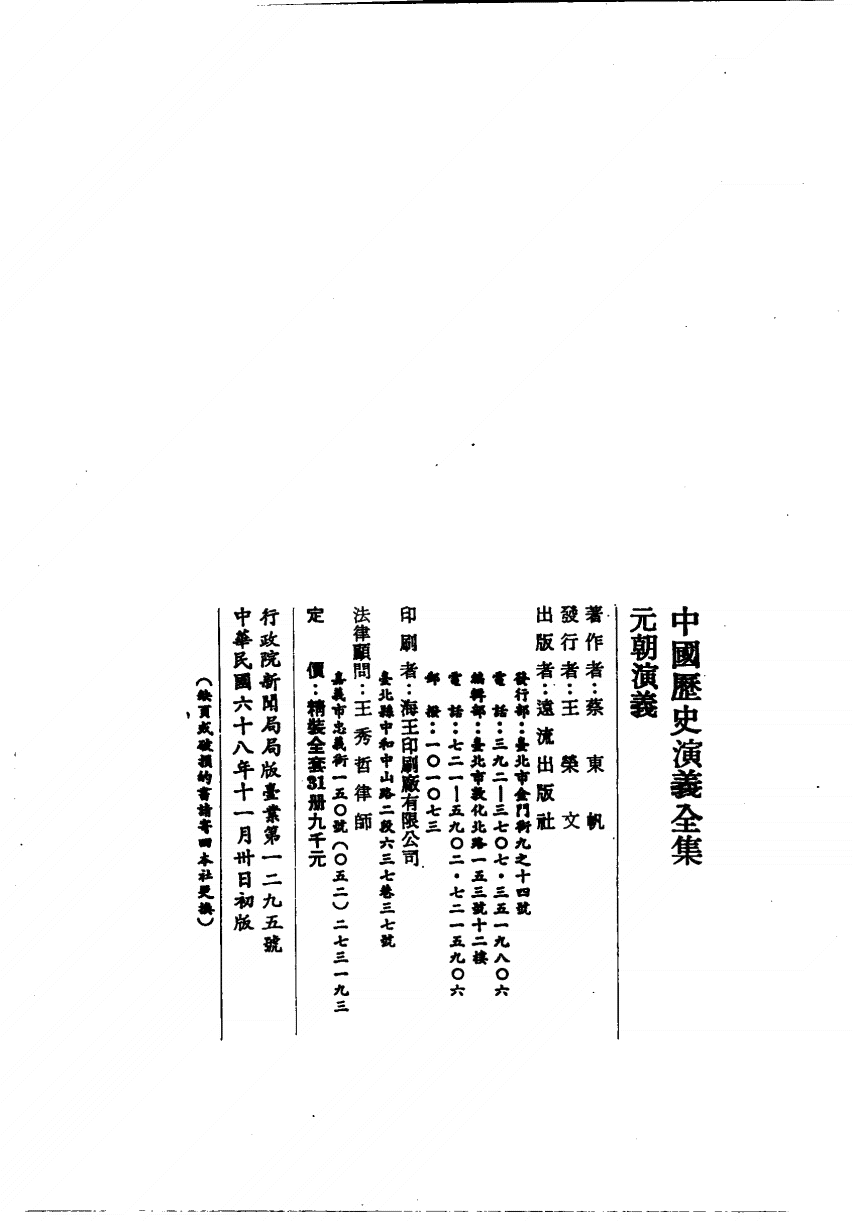 中國歷史演義全集
元朝演義
著作者：蔡東帆
發行者：王榮文
出版者：遠流出版社
發行部：臺北市金門街九之十四號
電話：三九二ー三七〇七・三五一九八〇六
編輯部：臺北市敦化北路一五三號十二樓
電話：七二一ー五九〇二・七二一五九〇六
郵撥：一〇一〇七三
印刷者：海王印刷廠有限公司
臺北縣中和中山路二段六三七巷三七號
法律顧問：王秀哲律師
嘉義市忠義街一五〇號（〇五二）二七三一九三
定價：精裝全套31册九千元
行政院新聞局局版臺業第一二九五號
中華民國六十八年十一月卅日初版
（缺頁或破損的書請寄回本社更換）